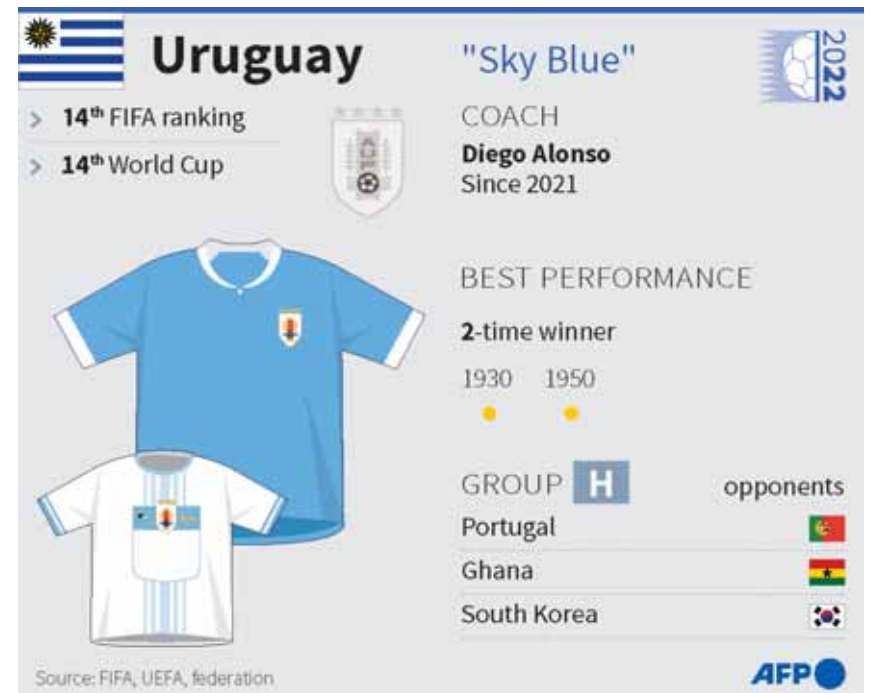 Uruguay
"Sky Blue"
2022
> 14th FIFA ranking
> 14th World Cup
COACH
Diego Alonso
Since 2021
BEST PERFORMANCE
2-time winner
1930 1950
GROUP H opponents
Portugal
Ghana
South Korea
Source: FIFA, UEFA, federation
AFP